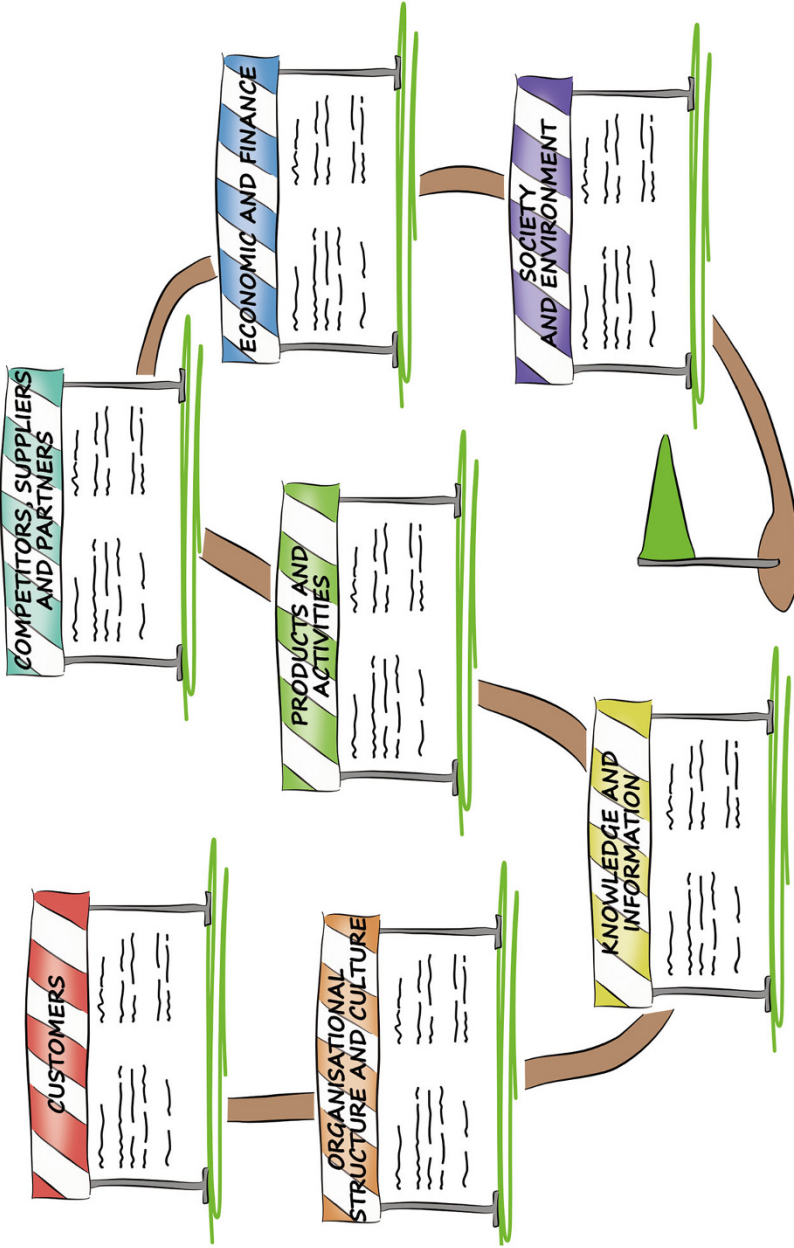 CUSTOMERS
ORGANISATIONAL
STRUCTURE AND CULTURE
KNOWLEDGE AND
INFORMATION
PRODUCTS AND
ACTIVITIES
COMPETITORS, SUPPLIERS
AND PARTNERS
ECONOMIC AND FINANCE
SOCIETY
AND ENVIRONMENT